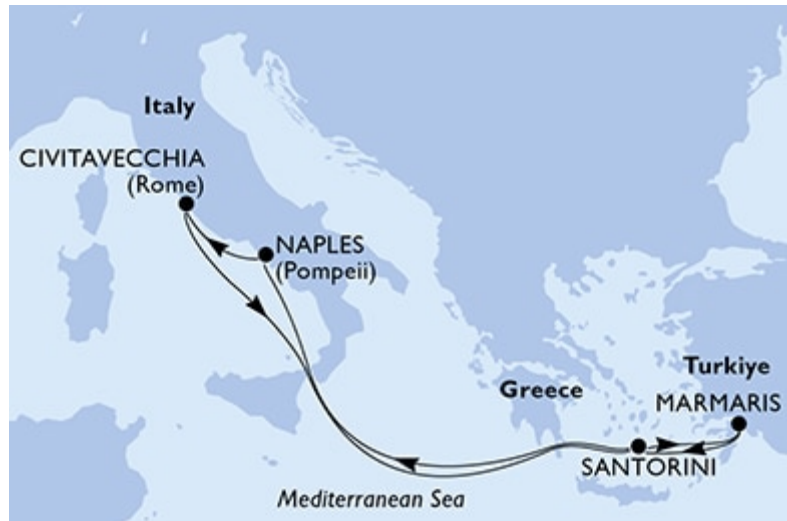 Italy
CIVITAVECCHIA
(Rome)
NAPLES
(Pompeii)
Turkiye
Greece
MARMARIS
SANTORINI
Mediterranean Sea